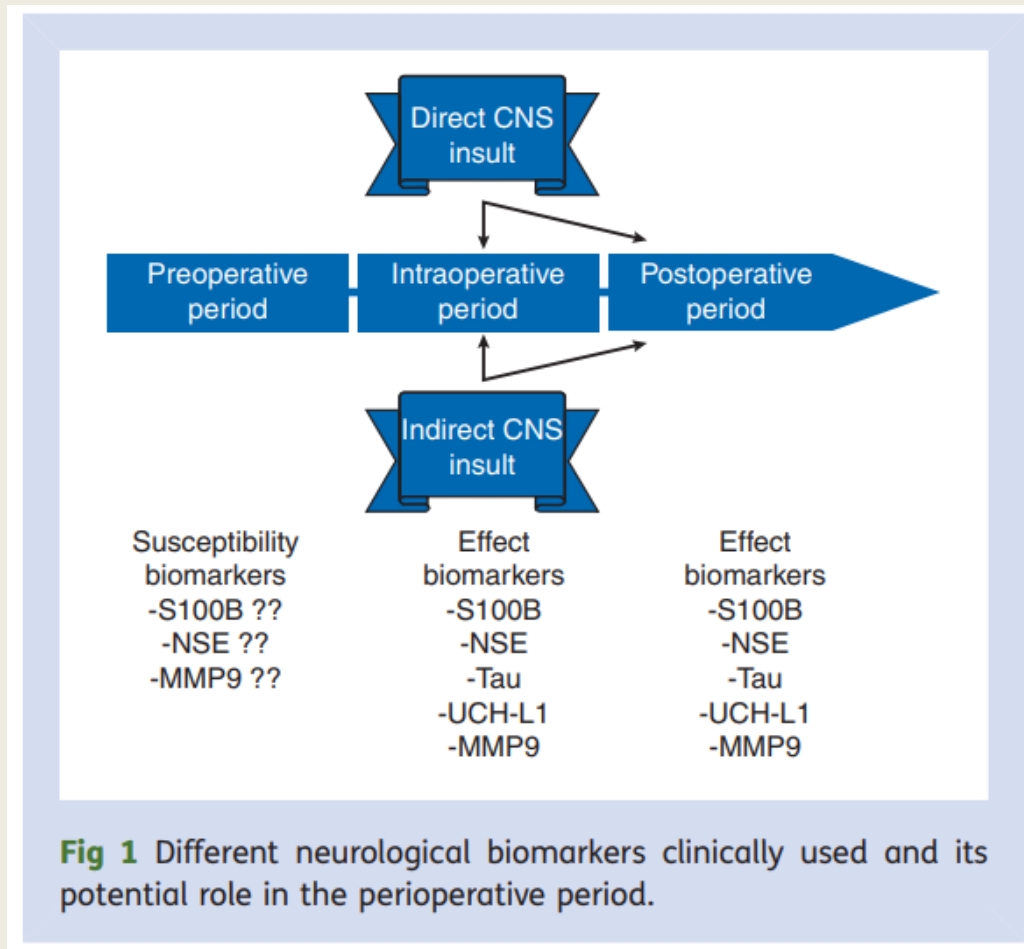 Direct CNS
insult
Preoperative
period
Intraoperative
period
Postoperative
period
Indirect CNS
insult
Susceptibility
biomarkers
-S100B ??
-NSE ??
-MMP9 ??
Effect
biomarkers
-S100B
-NSE
-Tau
-UCH-L1
-MMP9
Effect
biomarkers
-S100B
-NSE
-Tau
-UCH-L1
-MMP9
Fig 1 Different neurological biomarkers clinically used and its
potential role in the perioperative period.